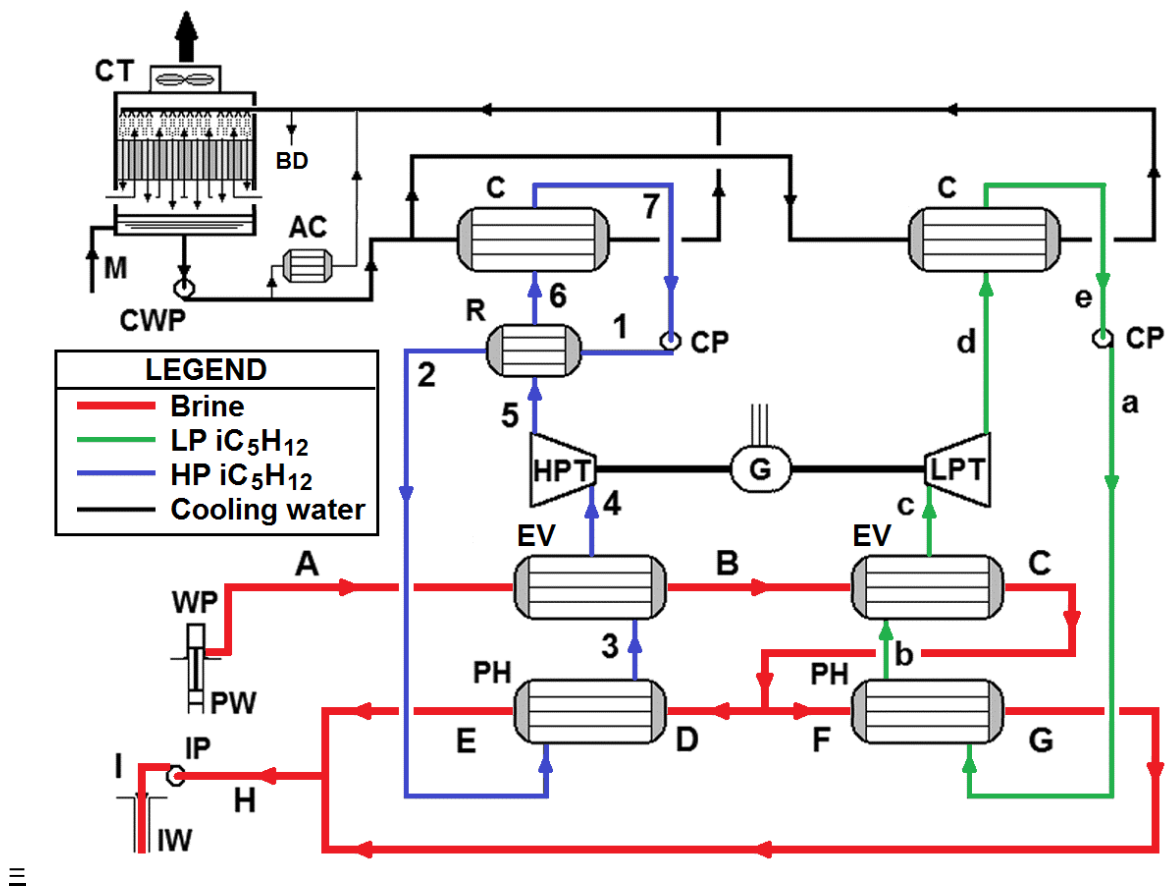 CT
BD
C
7
C
AC
M
6
e
CWP
R
1
CP
d
CP
2
a
5
LEGEND
Brine
LP iC₅H₁₂
HP iC₅H₁₂
Cooling water
HPT
G
LPT
4
c
EV
EV
A
B
C
WP
3
b
PH
PH
PW
E
D
F
G
IP
I
H
IW